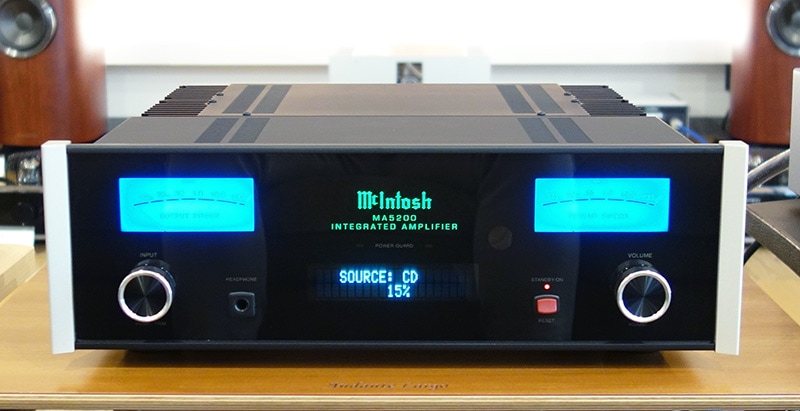 McIntosh
MA5200
INTEGRATED AMPLIFIER
POWER GUARD
INPUT
VOLUME
HEADPHONE
SOURCE: CD
15%
STANDBY/ON
RESET